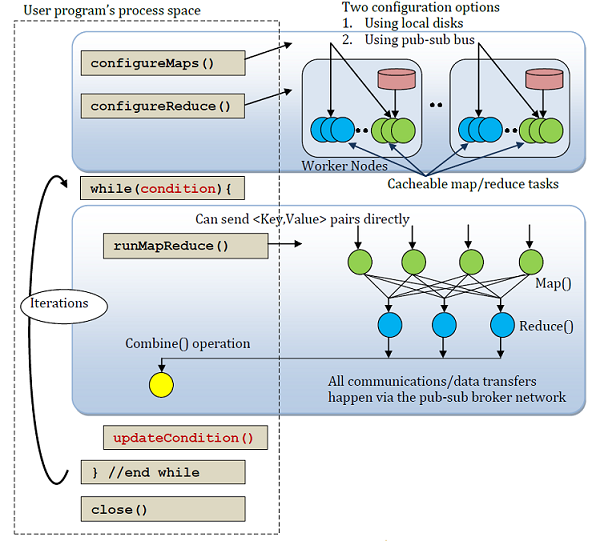 User program's process space
Two configuration options
1. Using local disks
2. Using pub-sub bus
configureMaps()
configureReduce()
Worker Nodes
Cacheable map/reduce tasks
while(condition){
Can send <Key,Value> pairs directly
runMapReduce()
Map()
Iterations
Reduce()
Combine() operation
All communications/data transfers
happen via the pub-sub broker network
updateCondition()
} //end while
close()